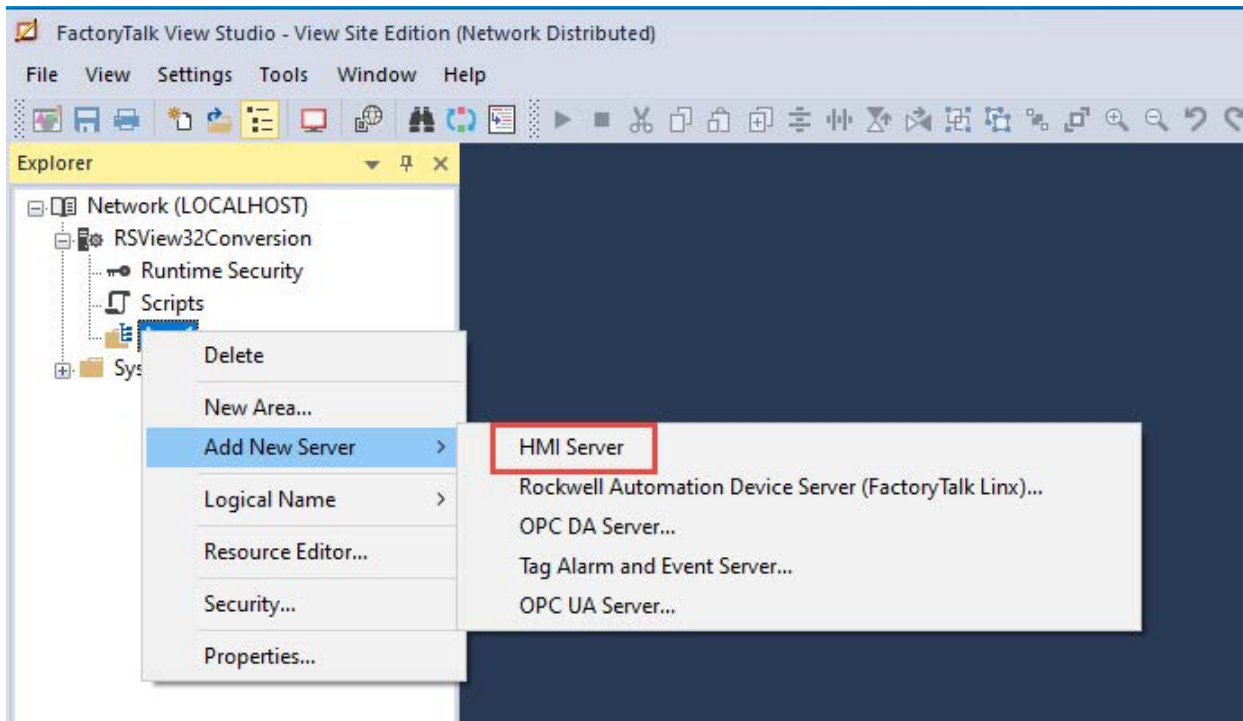 FactoryTalk View Studio - View Site Edition (Network Distributed)
File View Settings Tools Window Help
Explorer
Network (LOCALHOST)
RSView32Conversion
Runtime Security
Scripts
Sys
Delete
New Area...
Add New Server >
Logical Name >
Resource Editor...
Security...
Properties...
HMI Server
Rockwell Automation Device Server (FactoryTalk Linx)...
OPC DA Server...
Tag Alarm and Event Server...
OPC UA Server...